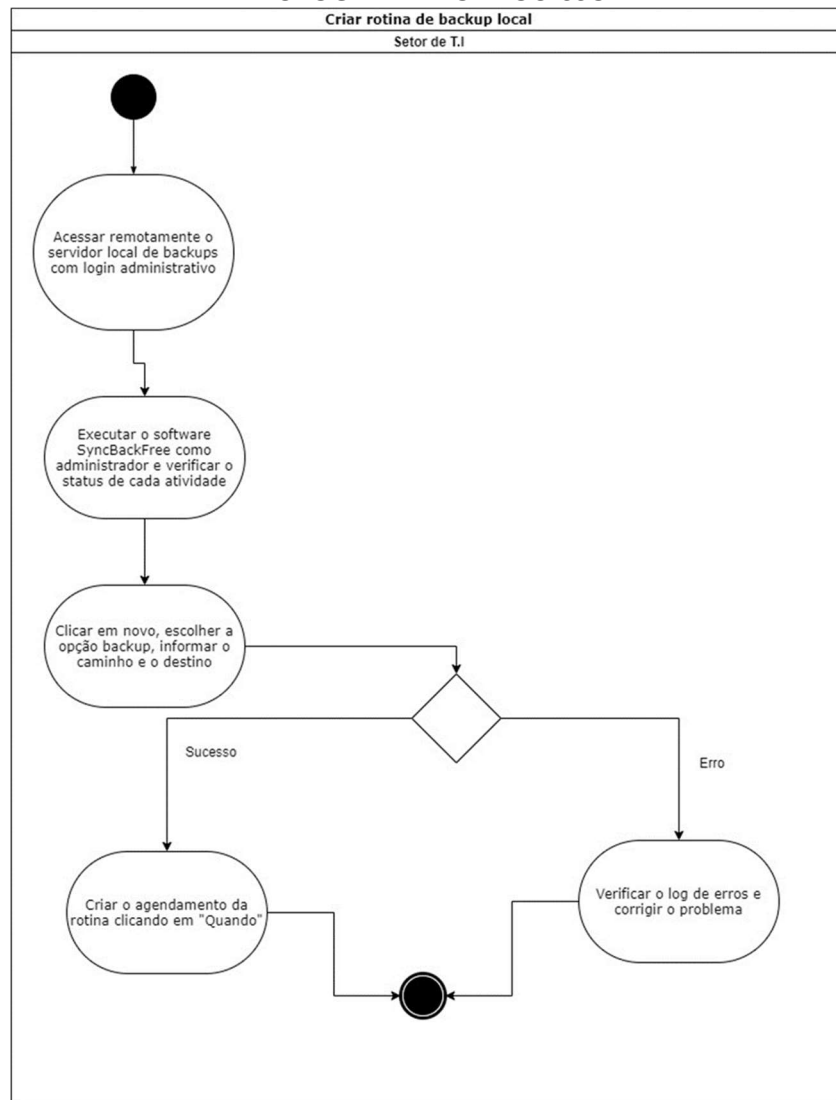 Criar rotina de backup local
Setor de T.I
Acessar remotamente o
servidor local de backups
com login administrativo
Executar o software
SyncBackFree como
administrador e verificar o
status de cada atividade
Clicar em novo, escolher a
opção backup, informar o
caminho e o destino
Sucesso
Erro
Criar o agendamento da
rotina clicando em "Quando"
Verificar o log de erros e
corrigir o problema